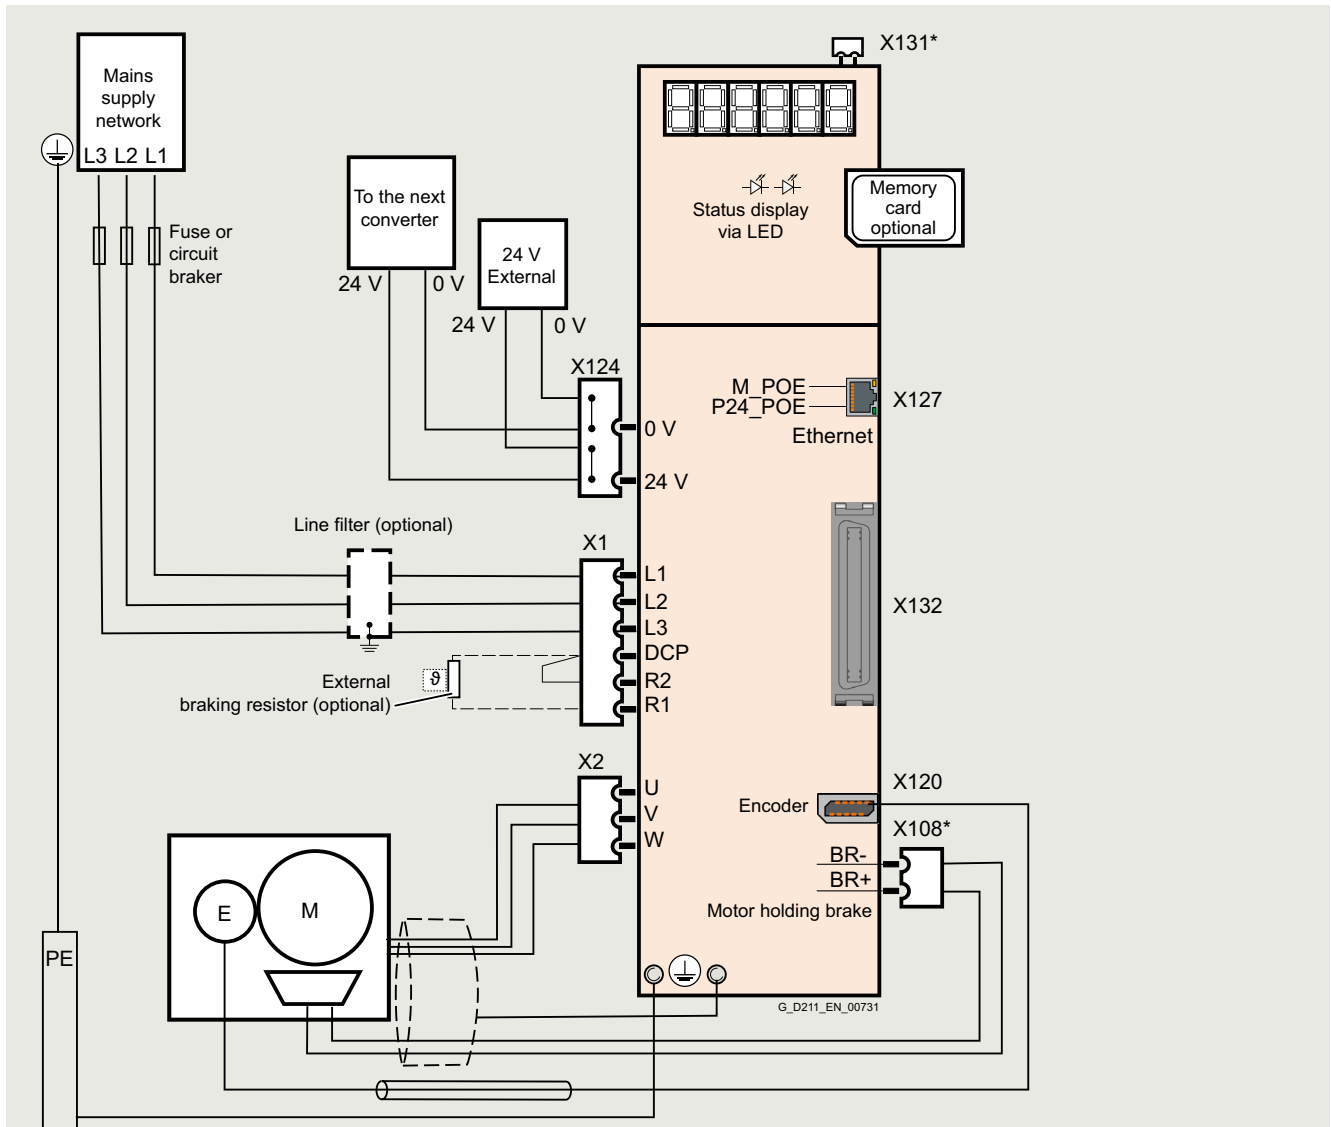 X131*
Mains
supply
network
L3 L2 L1
Fuse or
circuit
braker
To the next
converter
24 V
0 V
24 V
External
24 V
0 V
Status display
via LED
Memory
card
optional
X124
0 V
24 V
M_POE
P24_POE
Ethernet
X127
Line filter (optional)
X1
L1
L2
L3
DCP
R2
R1
ϑ
External
braking resistor (optional)
X132
X2
U
V
W
Encoder
X120
X108*
BR-
BR+
Motor holding brake
E
M
PE
G_D211_EN_00731